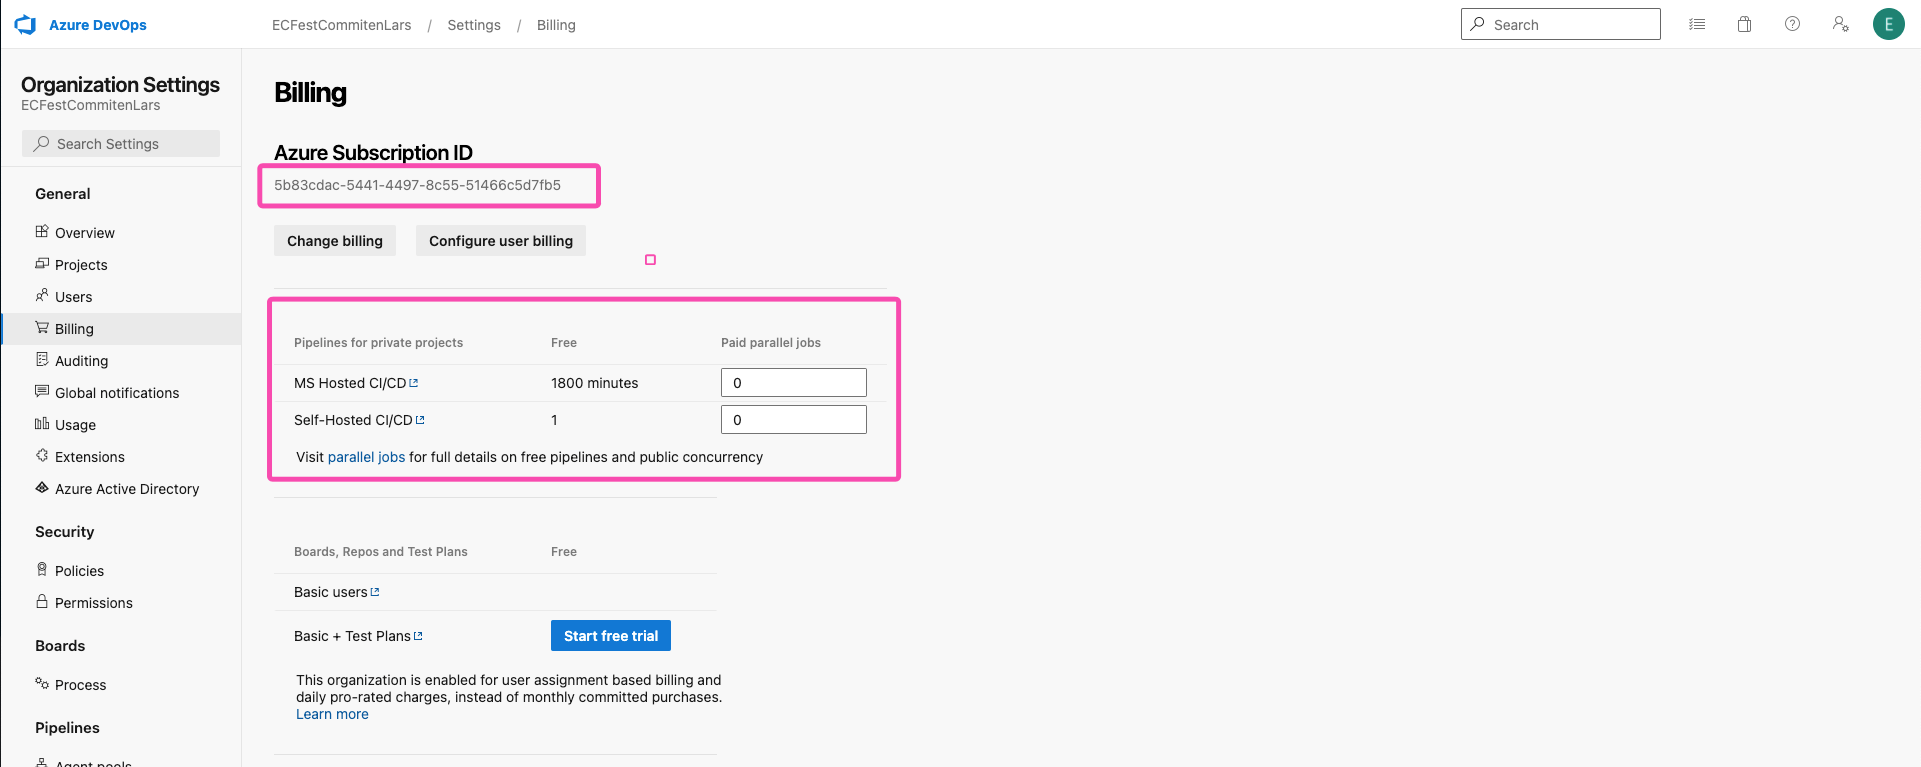 Azure DevOps
ECFestCommitenLars / Settings / Billing
Search
E
Organization Settings
ECFestCommitenLars
Search Settings
General
Overview
Projects
Users
Billing
Auditing
Global notifications
Usage
Extensions
Azure Active Directory
Security
Policies
Permissions
Boards
Process
Pipelines
Agent pools
Billing
Azure Subscription ID
5b83cdac-5441-4497-8c55-51466c5d7fb5
Change billing Configure user billing
Pipelines for private projects Free Paid parallel jobs
MS Hosted CI/CD 1800 minutes 0
Self-Hosted CI/CD 1 0
Visit parallel jobs for full details on free pipelines and public concurrency
Boards, Repos and Test Plans Free
Basic users
Basic + Test Plans Start free trial
This organization is enabled for user assignment based billing and
daily pro-rated charges, instead of monthly committed purchases.
Learn more